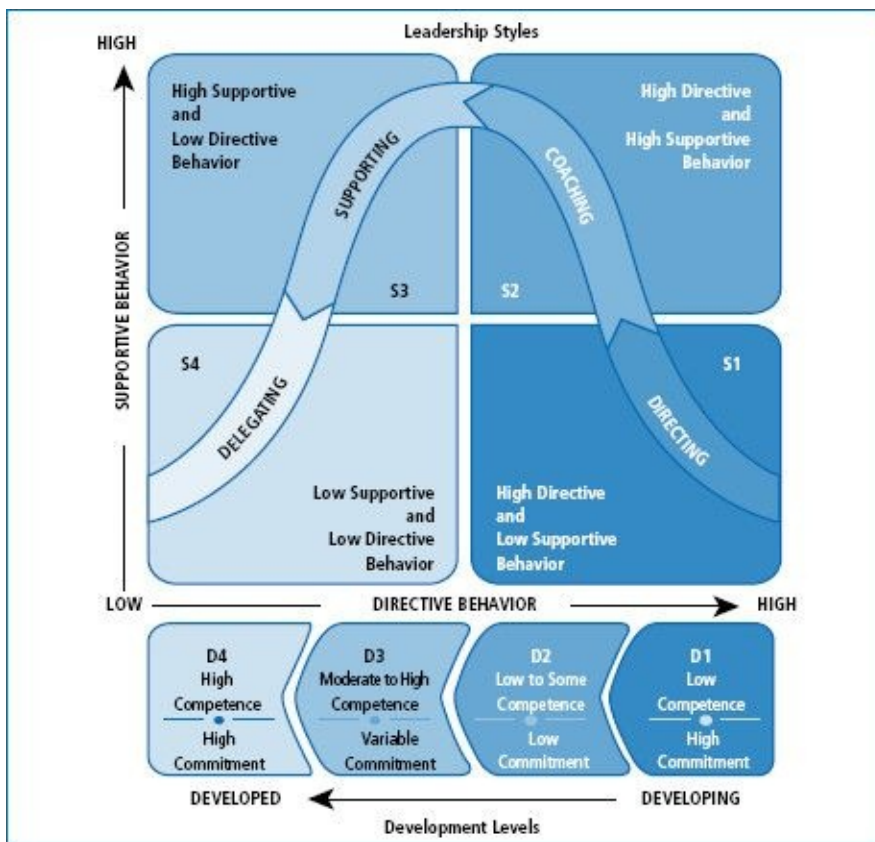 Leadership Styles
HIGH
High Supportive
and
Low Directive
Behavior
High Directive
and
High Supportive
Behavior
SUPPORTING
COACHING
S3
S2
SUPPORTIVE BEHAVIOR
S4
S1
DELEGATING
DIRECTING
Low Supportive
and
Low Directive
Behavior
High Directive
and
Low Supportive
Behavior
LOW
DIRECTIVE BEHAVIOR
HIGH
D4
High
Competence
High
Commitment
D3
Moderate to High
Competence
Variable
Commitment
D2
Low to Some
Competence
Low
Commitment
D1
Low
Competence
High
Commitment
DEVELOPED
DEVELOPING
Development Levels